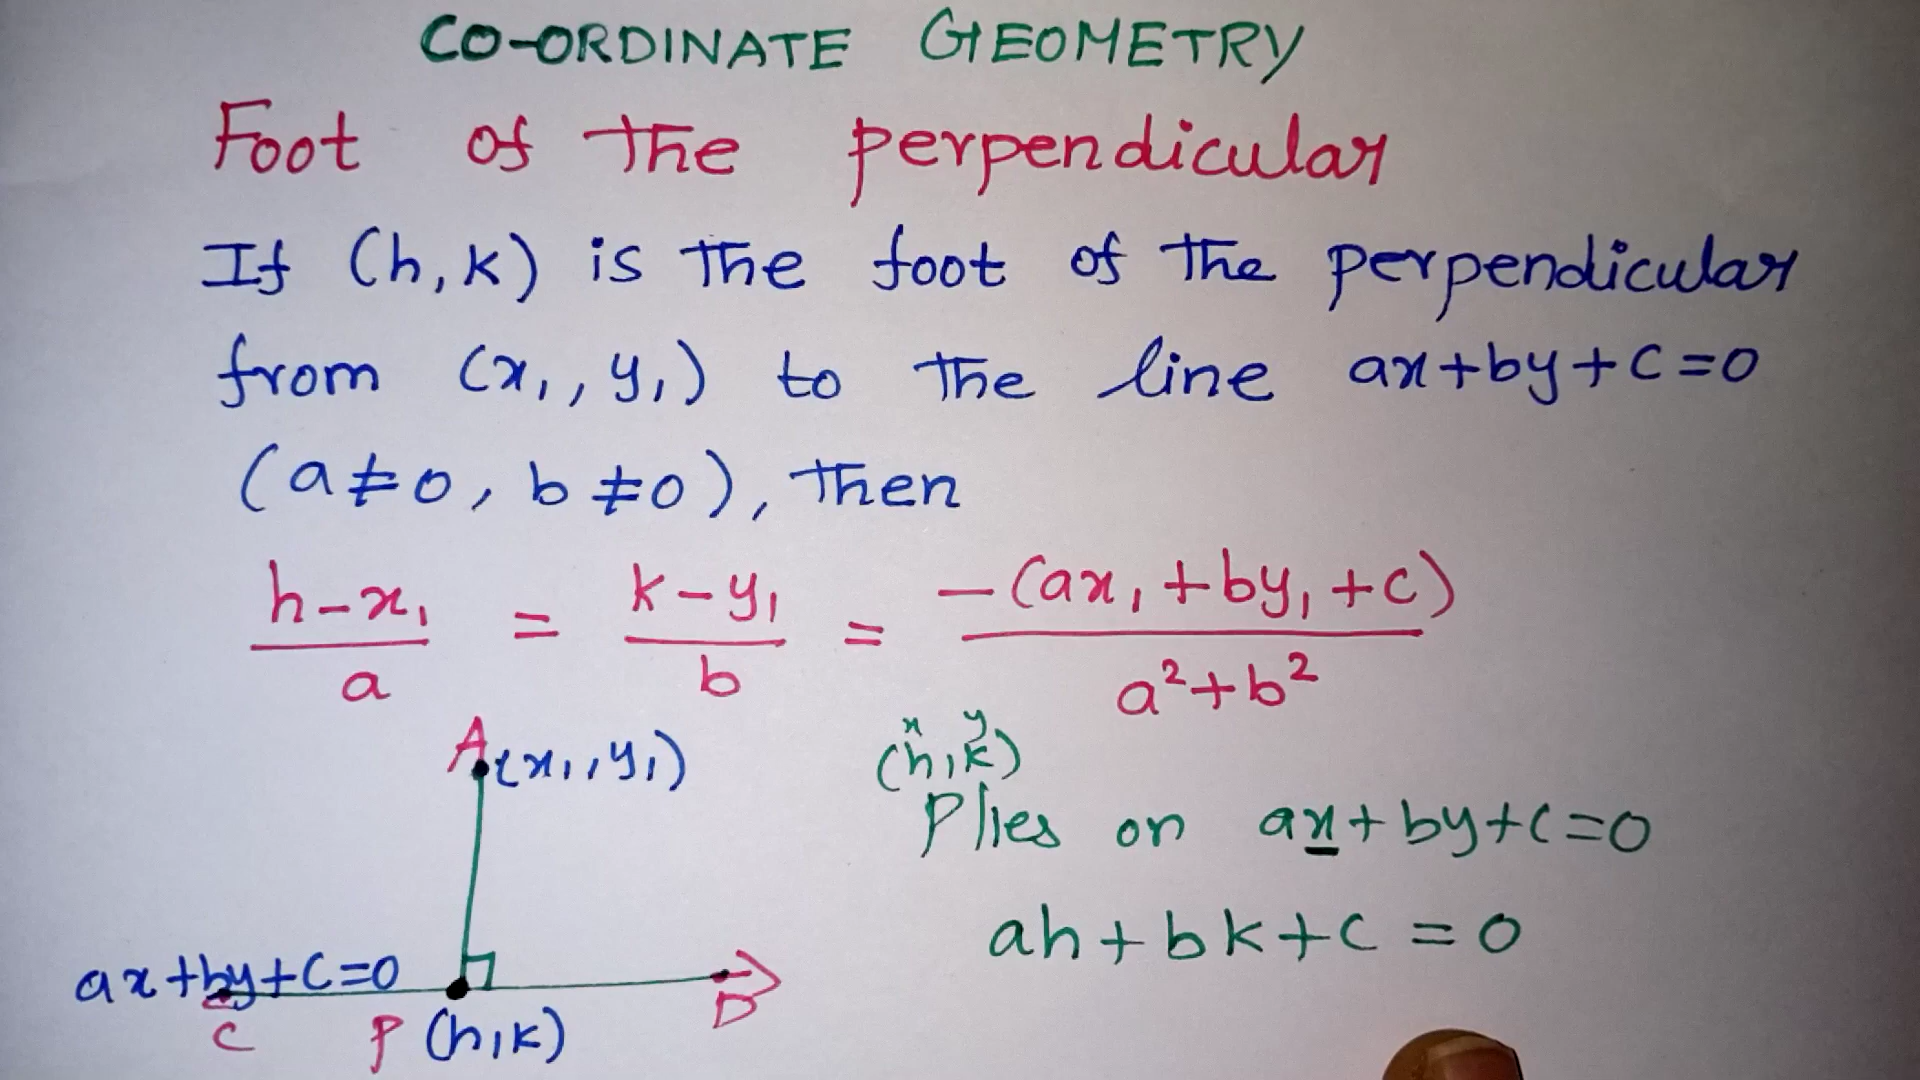 CO-ORDINATE GEOMETRY
Foot of the perpendicular
If (h,k) is the foot of the perpendicular
from (x₁, y₁) to the line ax+by+c=0
(a≠0, b≠0), then
h-x₁ / a = k-y₁ / b = -(ax₁+by₁+c) / a²+b²
A (x₁, y₁)
x y
(h,k)
P lies on ax+by+c=0
ah+bk+c=0
ax+by+c=0
C P (h,k) D